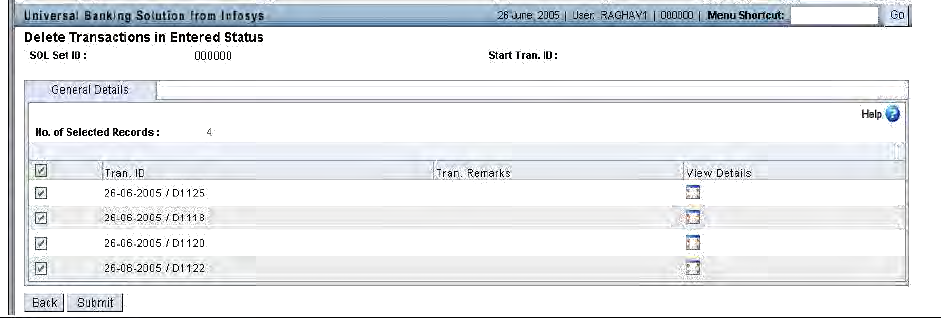 Universal Banking Solution from Infosys 26 June, 2005 | User: RAGHAV1 | 000000 | Menu Shortcut: Go
Delete Transactions in Entered Status
SOL Set ID : 000000 Start Tran. ID :
General Details
Help ?
No. of Selected Records : 4
Tran. ID Tran. Remarks View Details
26-06-2005 / D1125
26-06-2005 / D1118
26-06-2005 / D1120
26-06-2005 / D1122
Back Submit